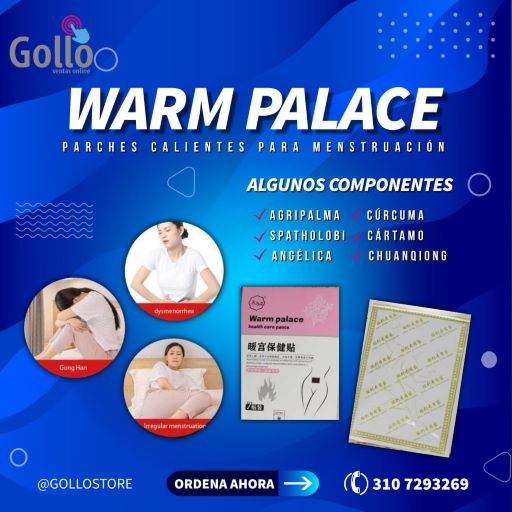 Gollo
ventas online
WARM PALACE
PARCHES CALIENTES PARA MENSTRUACIÓN
ALGUNOS COMPONENTES
AGRIPALMA
CÚRCUMA
SPATHOLOBI
CÁRTAMO
ANGÉLICA
CHUANQIONG
dysmenorrhea
Gong Han
Irregular menstruation
Warm palace
health care paste
暖宫保健贴
@GOLLOSTORE
ORDENA AHORA
310 7293269